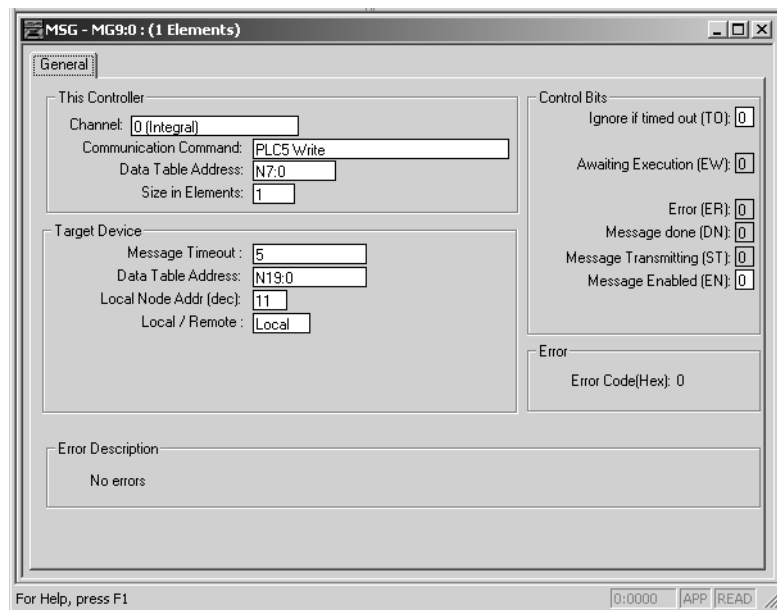 MSG - MG9:0 : (1 Elements)
General
This Controller
Channel: 0 (Integral)
Communication Command: PLC5 Write
Data Table Address: N7:0
Size in Elements: 1
Target Device
Message Timeout : 5
Data Table Address: N19:0
Local Node Addr (dec): 11
Local / Remote : Local
Control Bits
Ignore if timed out (TO): 0
Awaiting Execution (EW): 0
Error (ER): 0
Message done (DN): 0
Message Transmitting (ST): 0
Message Enabled (EN): 0
Error
Error Code(Hex): 0
Error Description
No errors
For Help, press F1
0:0000 APP READ